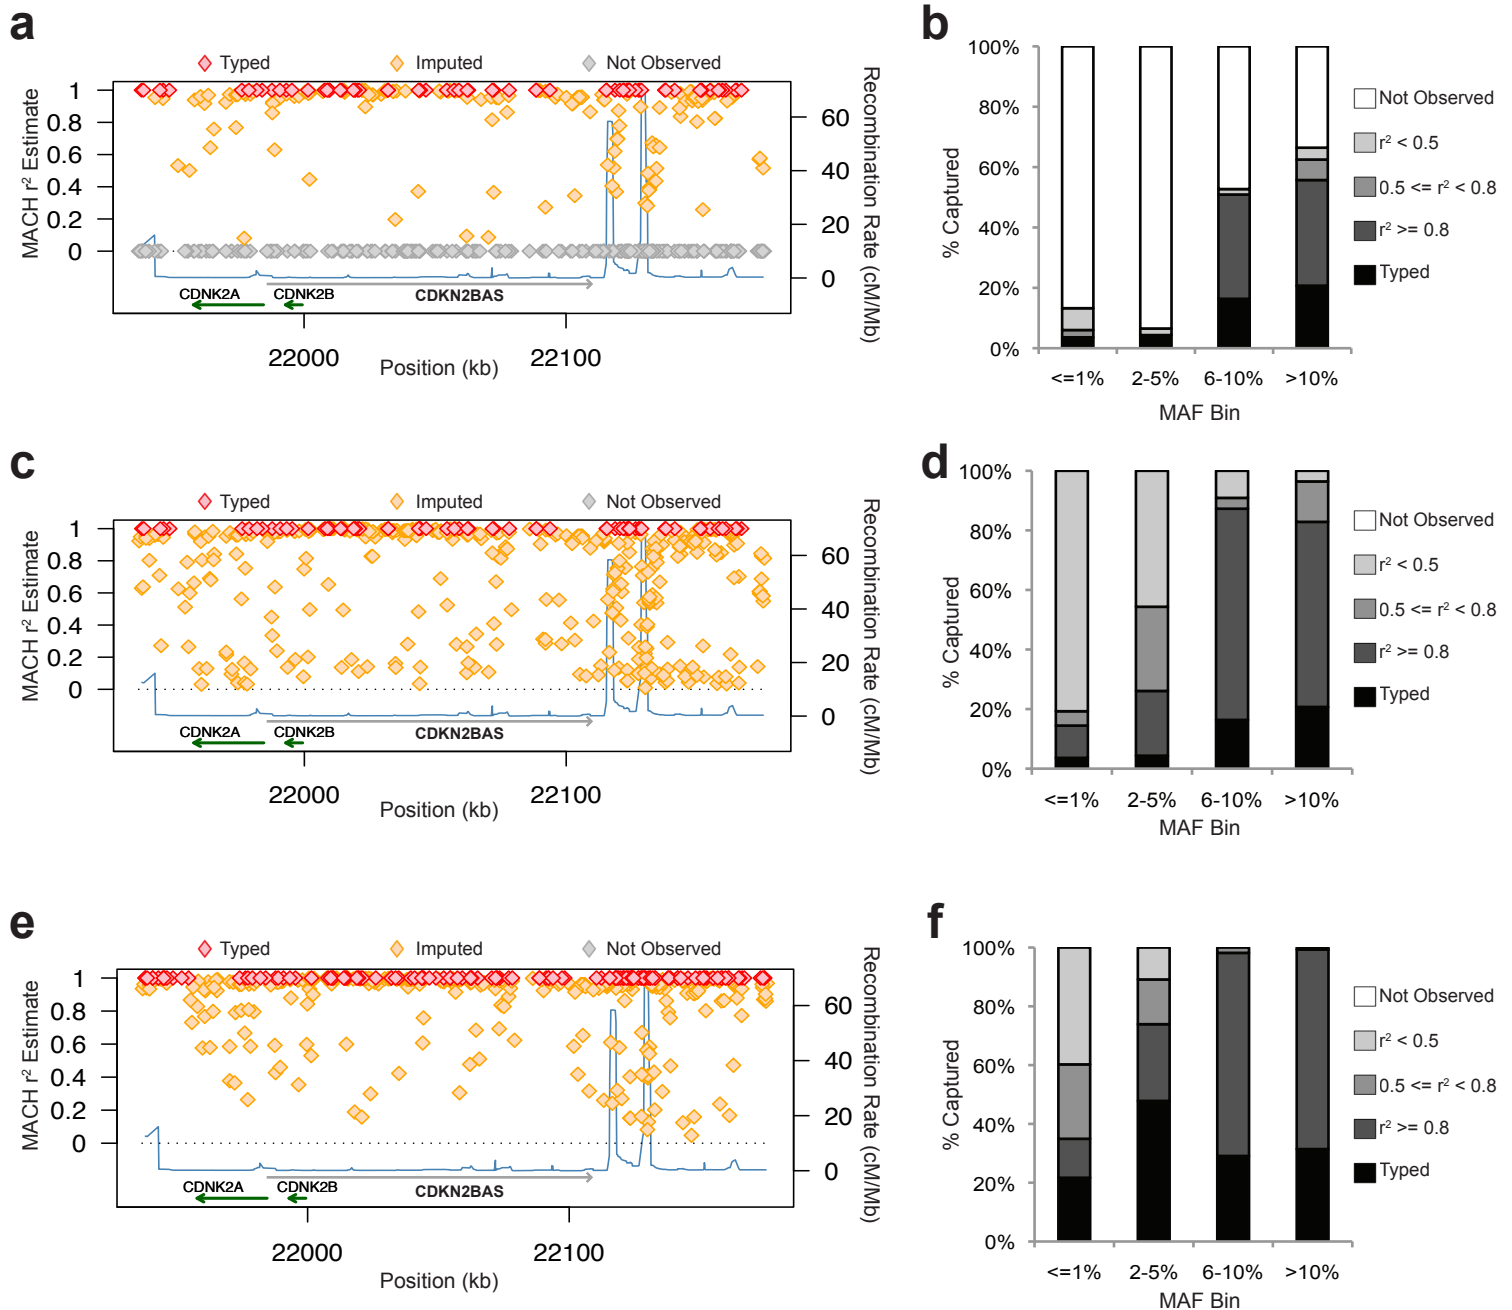 a
Typed
Imputed
Not Observed
MACH r² Estimate
1
0.8
0.6
0.4
0.2
0
60
40
20
0
Recombination Rate (cM/Mb)
CDNK2A
CDNK2B
CDKN2BAS
22000
22100
Position (kb)
b
% Captured
100%
80%
60%
40%
20%
0%
<=1%
2-5%
6-10%
>10%
MAF Bin
Not Observed
r² < 0.5
0.5 <= r² < 0.8
r² >= 0.8
Typed
c
Typed
Imputed
Not Observed
MACH r² Estimate
1
0.8
0.6
0.4
0.2
0
60
40
20
0
Recombination Rate (cM/Mb)
CDNK2A
CDNK2B
CDKN2BAS
22000
22100
Position (kb)
d
% Captured
100%
80%
60%
40%
20%
0%
<=1%
2-5%
6-10%
>10%
MAF Bin
Not Observed
r² < 0.5
0.5 <= r² < 0.8
r² >= 0.8
Typed
e
Typed
Imputed
Not Observed
MACH r² Estimate
1
0.8
0.6
0.4
0.2
0
60
40
20
0
Recombination Rate (cM/Mb)
CDNK2A
CDNK2B
CDKN2BAS
22000
22100
Position (kb)
f
% Captured
100%
80%
60%
40%
20%
0%
<=1%
2-5%
6-10%
>10%
MAF Bin
Not Observed
r² < 0.5
0.5 <= r² < 0.8
r² >= 0.8
Typed